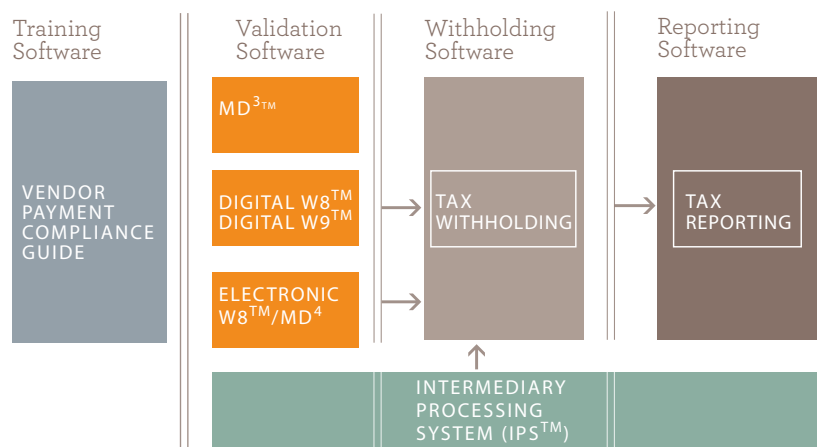 Training
Software
Validation
Software
Withholding
Software
Reporting
Software
VENDOR
PAYMENT
COMPLIANCE
GUIDE
MD³™
DIGITAL W8™
DIGITAL W9™
ELECTRONIC
W8™/MD⁴
TAX
WITHHOLDING
TAX
REPORTING
INTERMEDIARY
PROCESSING
SYSTEM (IPS™)